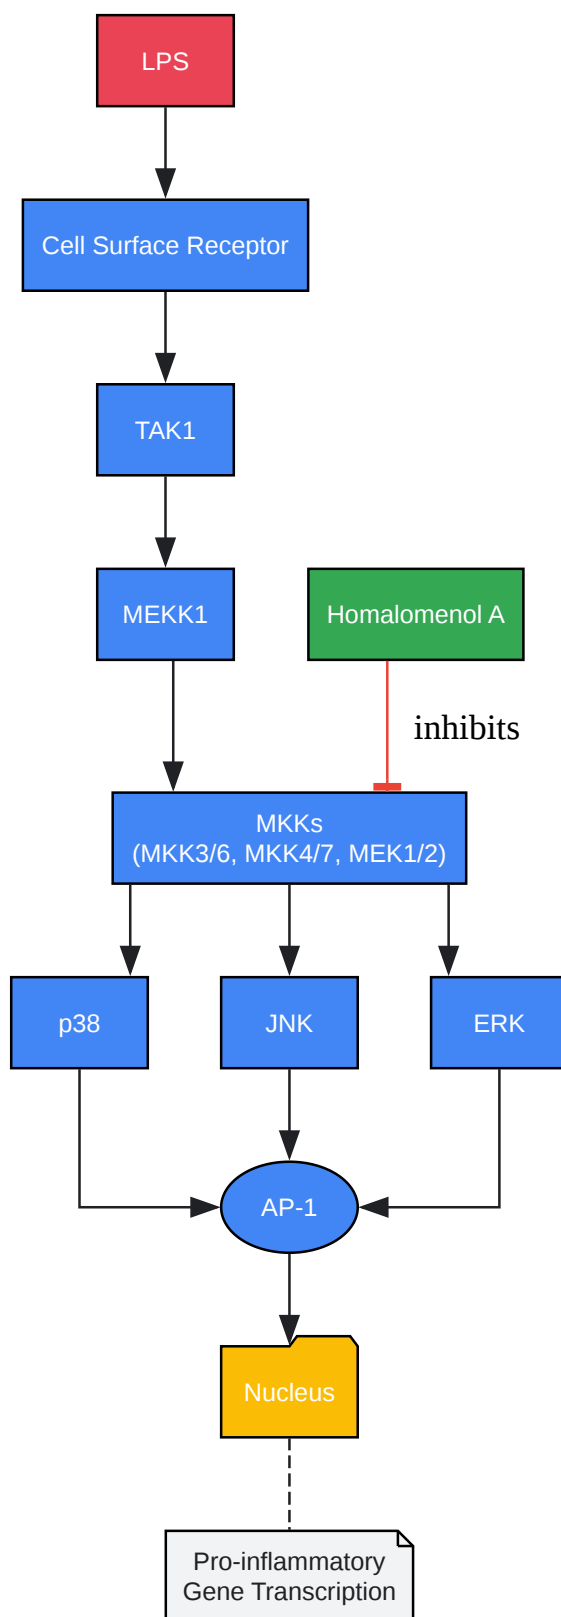 LPS
Cell Surface Receptor
TAK1
MEKK1
Homalomenol A
inhibits
MKKs
(MKK3/6, MKK4/7, MEK1/2)
p38
JNK
ERK
AP-1
Nucleus
Pro-inflammatory
Gene Transcription